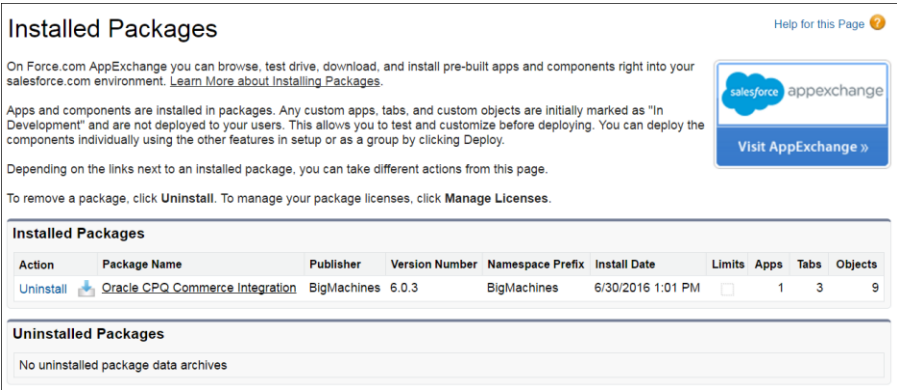 Installed Packages
Help for this Page ?
On Force.com AppExchange you can browse, test drive, download, and install pre-built apps and components right into your
salesforce.com environment. Learn More about Installing Packages.
salesforce appexchange
Apps and components are installed in packages. Any custom apps, tabs, and custom objects are initially marked as "In
Development" and are not deployed to your users. This allows you to test and customize before deploying. You can deploy the
components individually using the other features in setup or as a group by clicking Deploy.
Visit AppExchange »
Depending on the links next to an installed package, you can take different actions from this page.
To remove a package, click Uninstall. To manage your package licenses, click Manage Licenses.
Installed Packages
Action Package Name Publisher Version Number Namespace Prefix Install Date Limits Apps Tabs Objects
Uninstall Oracle CPQ Commerce Integration BigMachines 6.0.3 BigMachines 6/30/2016 1:01 PM 1 3 9
Uninstalled Packages
No uninstalled package data archives